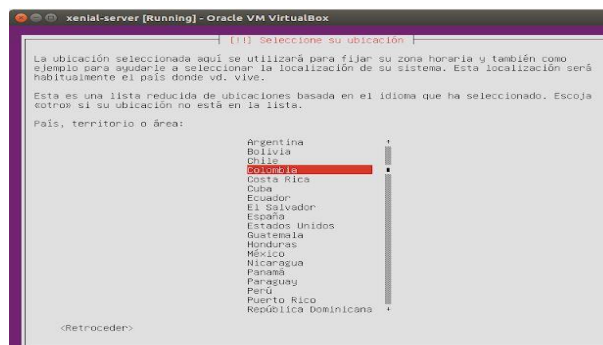 xenial-server [Running] - Oracle VM VirtualBox
[!!] Seleccione su ubicación
La ubicación seleccionada aquí se utilizará para fijar su zona horaria y también como
ejemplo para ayudarle a seleccionar la localización de su sistema. Esta localización será
habitualmente el país donde vd. vive.
Esta es una lista reducida de ubicaciones basada en el idioma que ha seleccionado. Escoja
«otro» si su ubicación no está en la lista.
País, territorio o área:
Argentina
Bolivia
Chile
Colombia
Costa Rica
Cuba
Ecuador
El Salvador
España
Estados Unidos
Guatemala
Honduras
México
Nicaragua
Panamá
Paraguay
Perú
Puerto Rico
República Dominicana
<Retroceder>